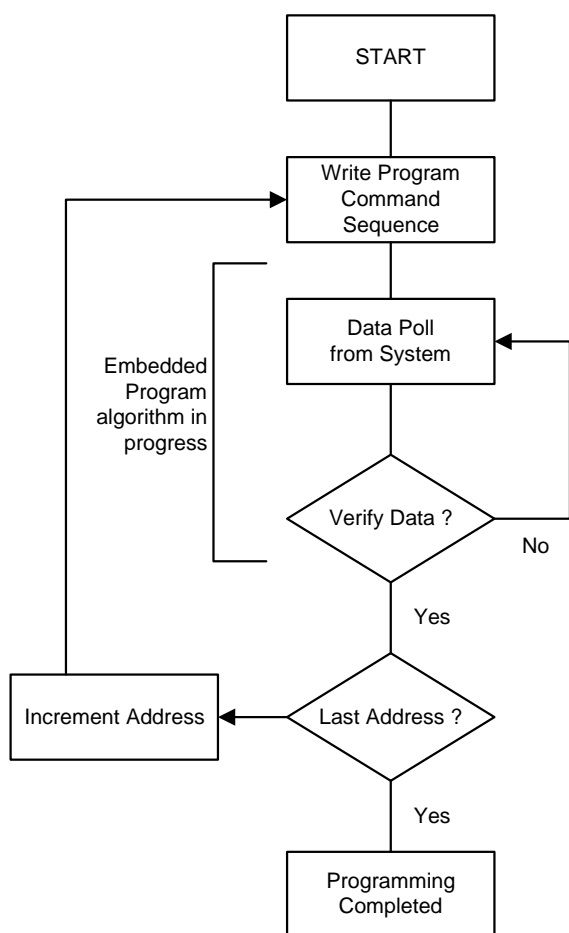 START
Write Program
Command
Sequence
Data Poll
from System
Embedded
Program
algorithm in
progress
Verify Data ?
No
Yes
Increment Address
Last Address ?
Yes
Programming
Completed